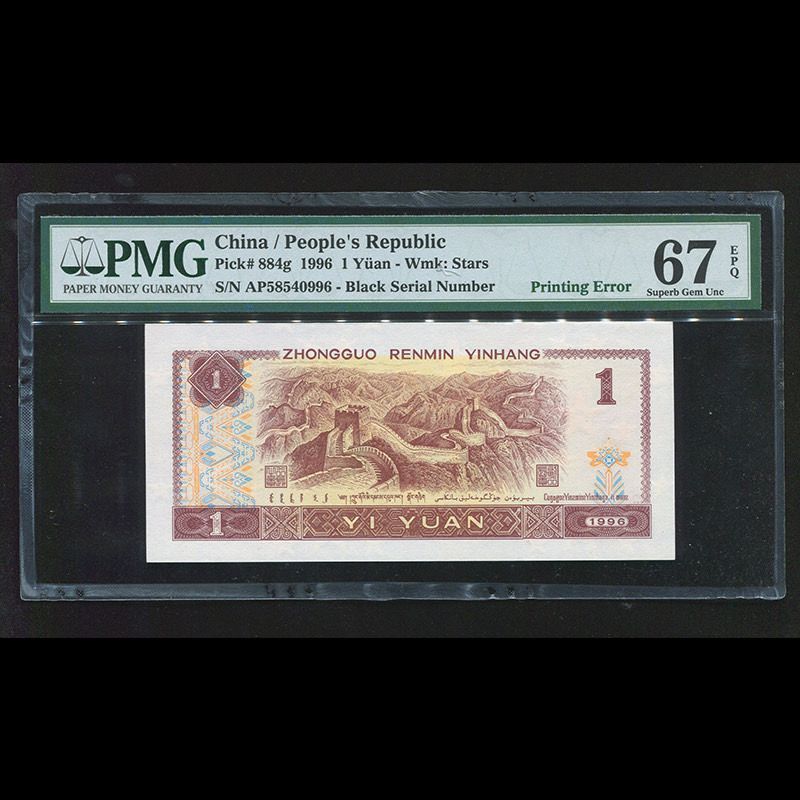 PMG
PAPER MONEY GUARANTY
China / People's Republic
Pick# 884g 1996 1 Yüan - Wmk: Stars
S/N AP58540996 - Black Serial Number
Printing Error
67
EPQ
Superb Gem Unc
ZHONGGUO RENMIN YINHANG
1
1
1
YI YUAN
1996